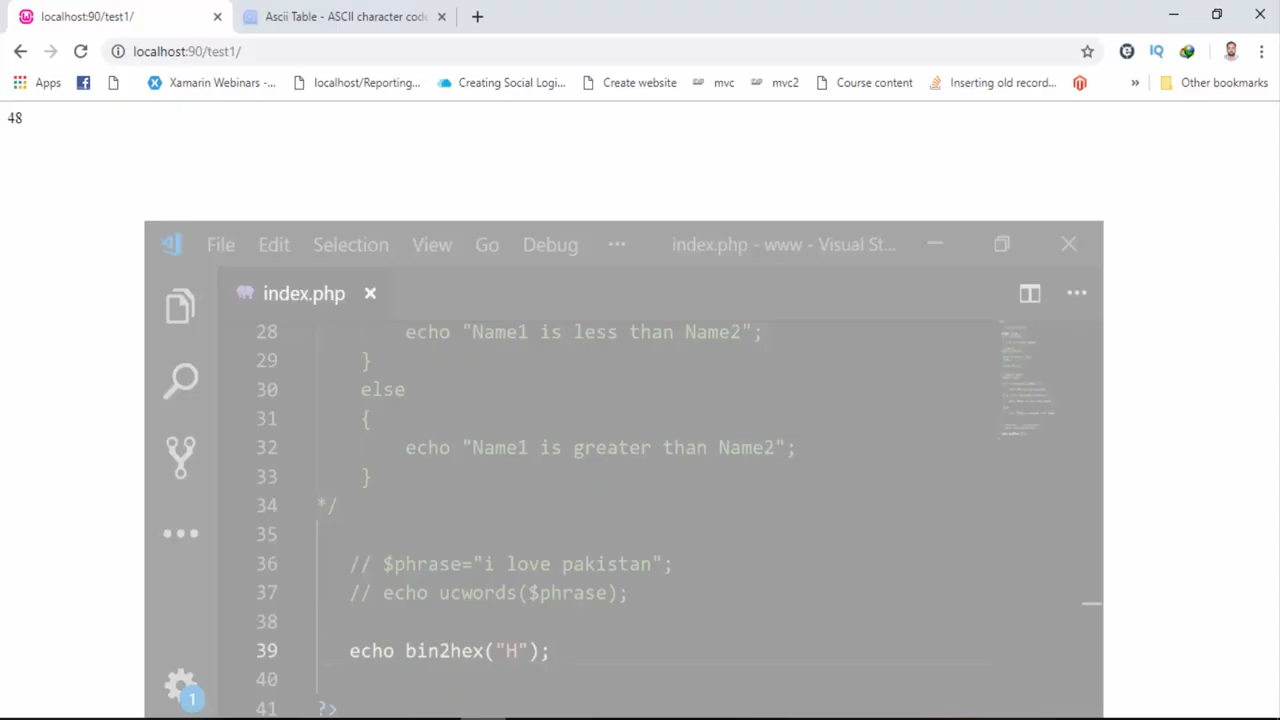 localhost:90/test1/
Ascii Table - ASCII character code
localhost:90/test1/
Apps
Xamarin Webinars -...
localhost/Reporting...
Creating Social Logi...
Create website
mvc
mvc2
Course content
Inserting old record...
»
Other bookmarks
48
File Edit Selection View Go Debug ··· index.php - www - Visual St...
index.php
28 echo "Name1 is less than Name2";
29 }
30 else
31 {
32 echo "Name1 is greater than Name2";
33 }
34 */
35
36 // $phrase="i love pakistan";
37 // echo ucwords($phrase);
38
39 echo bin2hex("H");
40
41 ?>
1